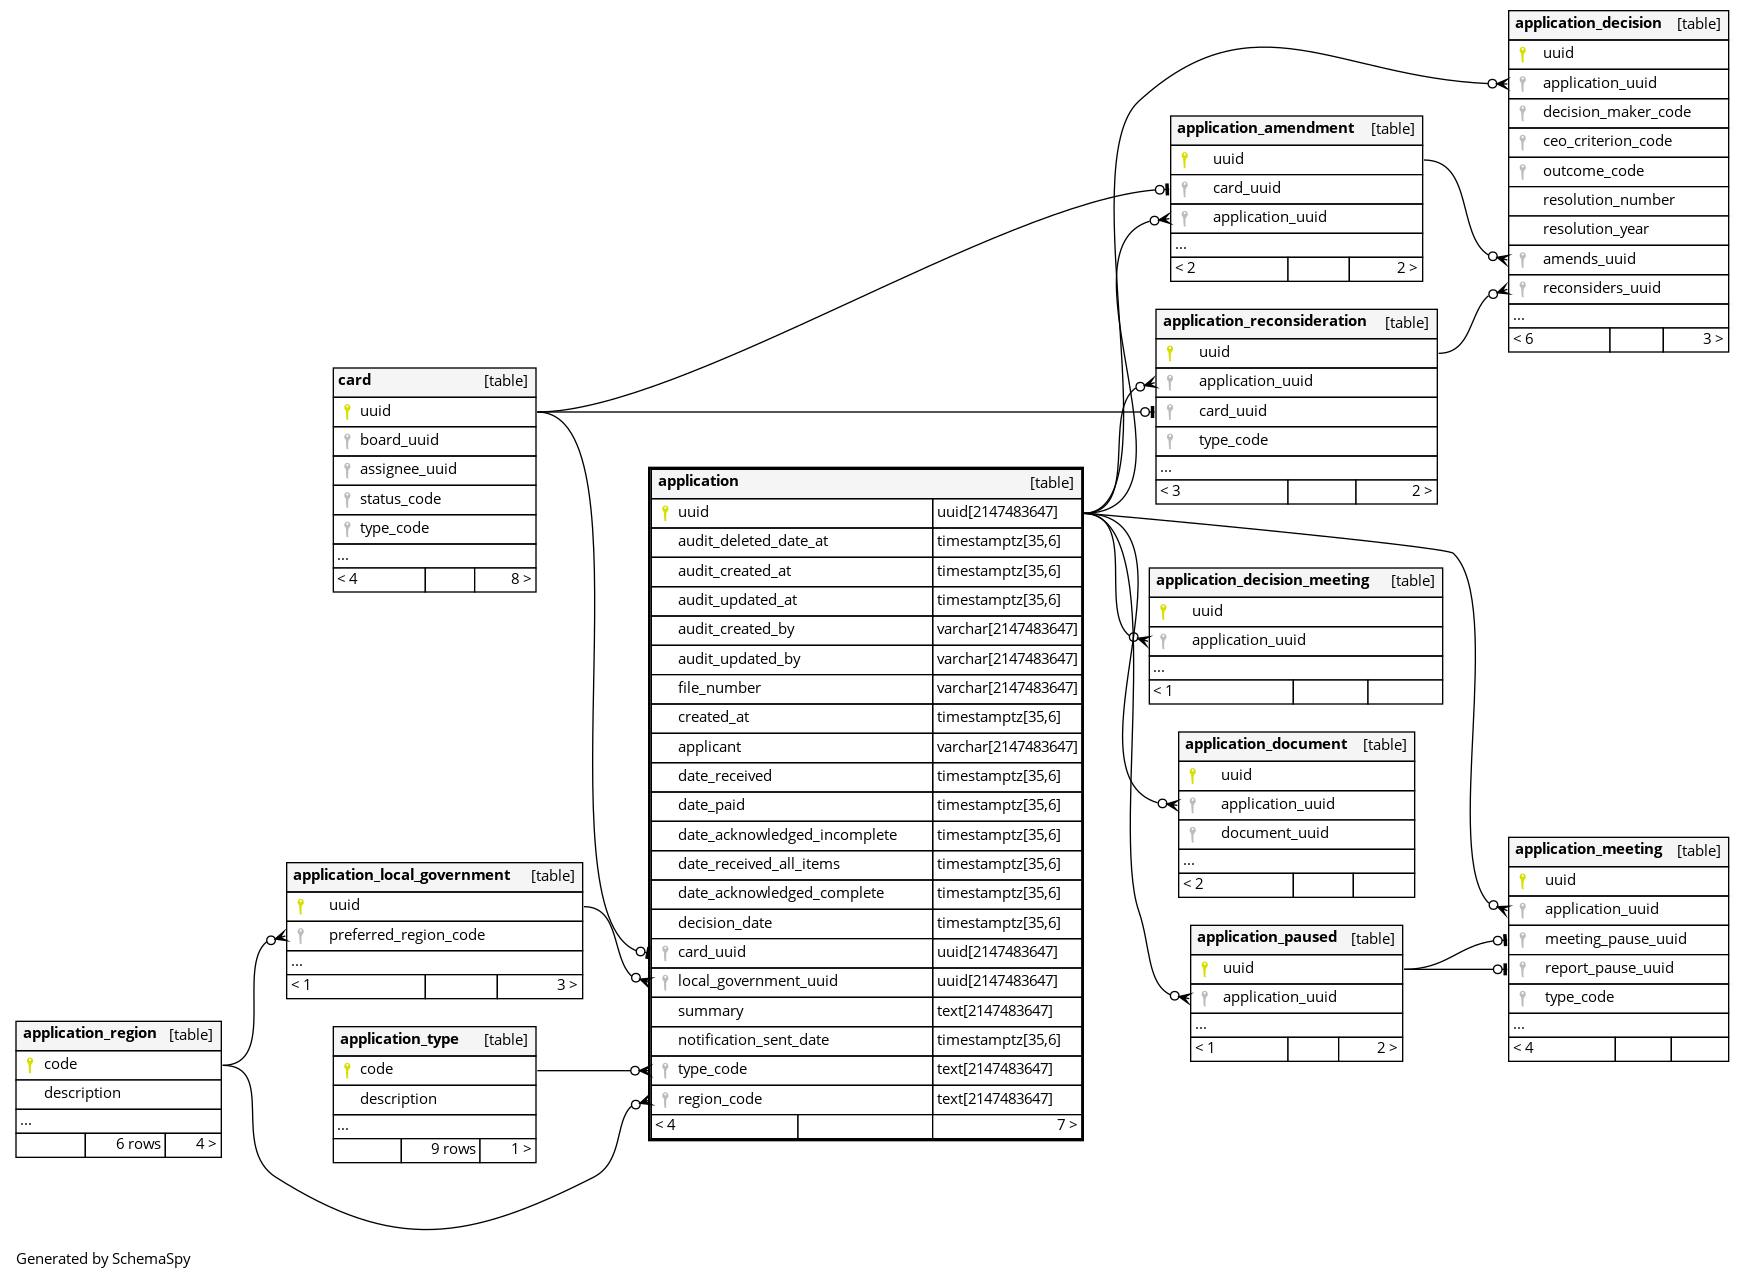 application_decision [table]
uuid
application_uuid
decision_maker_code
ceo_criterion_code
outcome_code
resolution_number
resolution_year
amends_uuid
reconsiders_uuid
...
< 6 3 >
application_amendment [table]
uuid
card_uuid
application_uuid
...
< 2 2 >
application_reconsideration [table]
uuid
application_uuid
card_uuid
type_code
...
< 3 2 >
card [table]
uuid
board_uuid
assignee_uuid
status_code
type_code
...
< 4 8 >
application [table]
uuid uuid[2147483647]
audit_deleted_date_at timestamptz[35,6]
audit_created_at timestamptz[35,6]
audit_updated_at timestamptz[35,6]
audit_created_by varchar[2147483647]
audit_updated_by varchar[2147483647]
file_number varchar[2147483647]
created_at timestamptz[35,6]
applicant varchar[2147483647]
date_received timestamptz[35,6]
date_paid timestamptz[35,6]
date_acknowledged_incomplete timestamptz[35,6]
date_received_all_items timestamptz[35,6]
date_acknowledged_complete timestamptz[35,6]
decision_date timestamptz[35,6]
card_uuid uuid[2147483647]
local_government_uuid uuid[2147483647]
summary text[2147483647]
notification_sent_date timestamptz[35,6]
type_code text[2147483647]
region_code text[2147483647]
< 4 7 >
application_decision_meeting [table]
uuid
application_uuid
...
< 1
application_document [table]
uuid
application_uuid
document_uuid
...
< 2
application_meeting [table]
uuid
application_uuid
meeting_pause_uuid
report_pause_uuid
type_code
...
< 4
application_paused [table]
uuid
application_uuid
...
< 1 2 >
application_local_government [table]
uuid
preferred_region_code
...
< 1 3 >
application_region [table]
code
description
...
6 rows 4 >
application_type [table]
code
description
...
9 rows 1 >
Generated by SchemaSpy